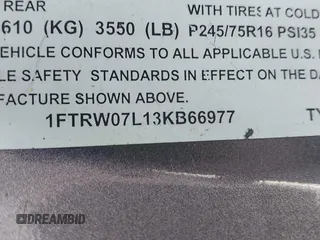 REAR
WITH TIRES AT COLD
610 (KG) 3550 (LB) P245/75R16 PSI35
EHICLE CONFORMS TO ALL APPLICABLE U.S.
LE SAFETY STANDARDS IN EFFECT ON THE DA
FACTURE SHOWN ABOVE.
1FTRW07L13KB66977 TY
DREAMBID